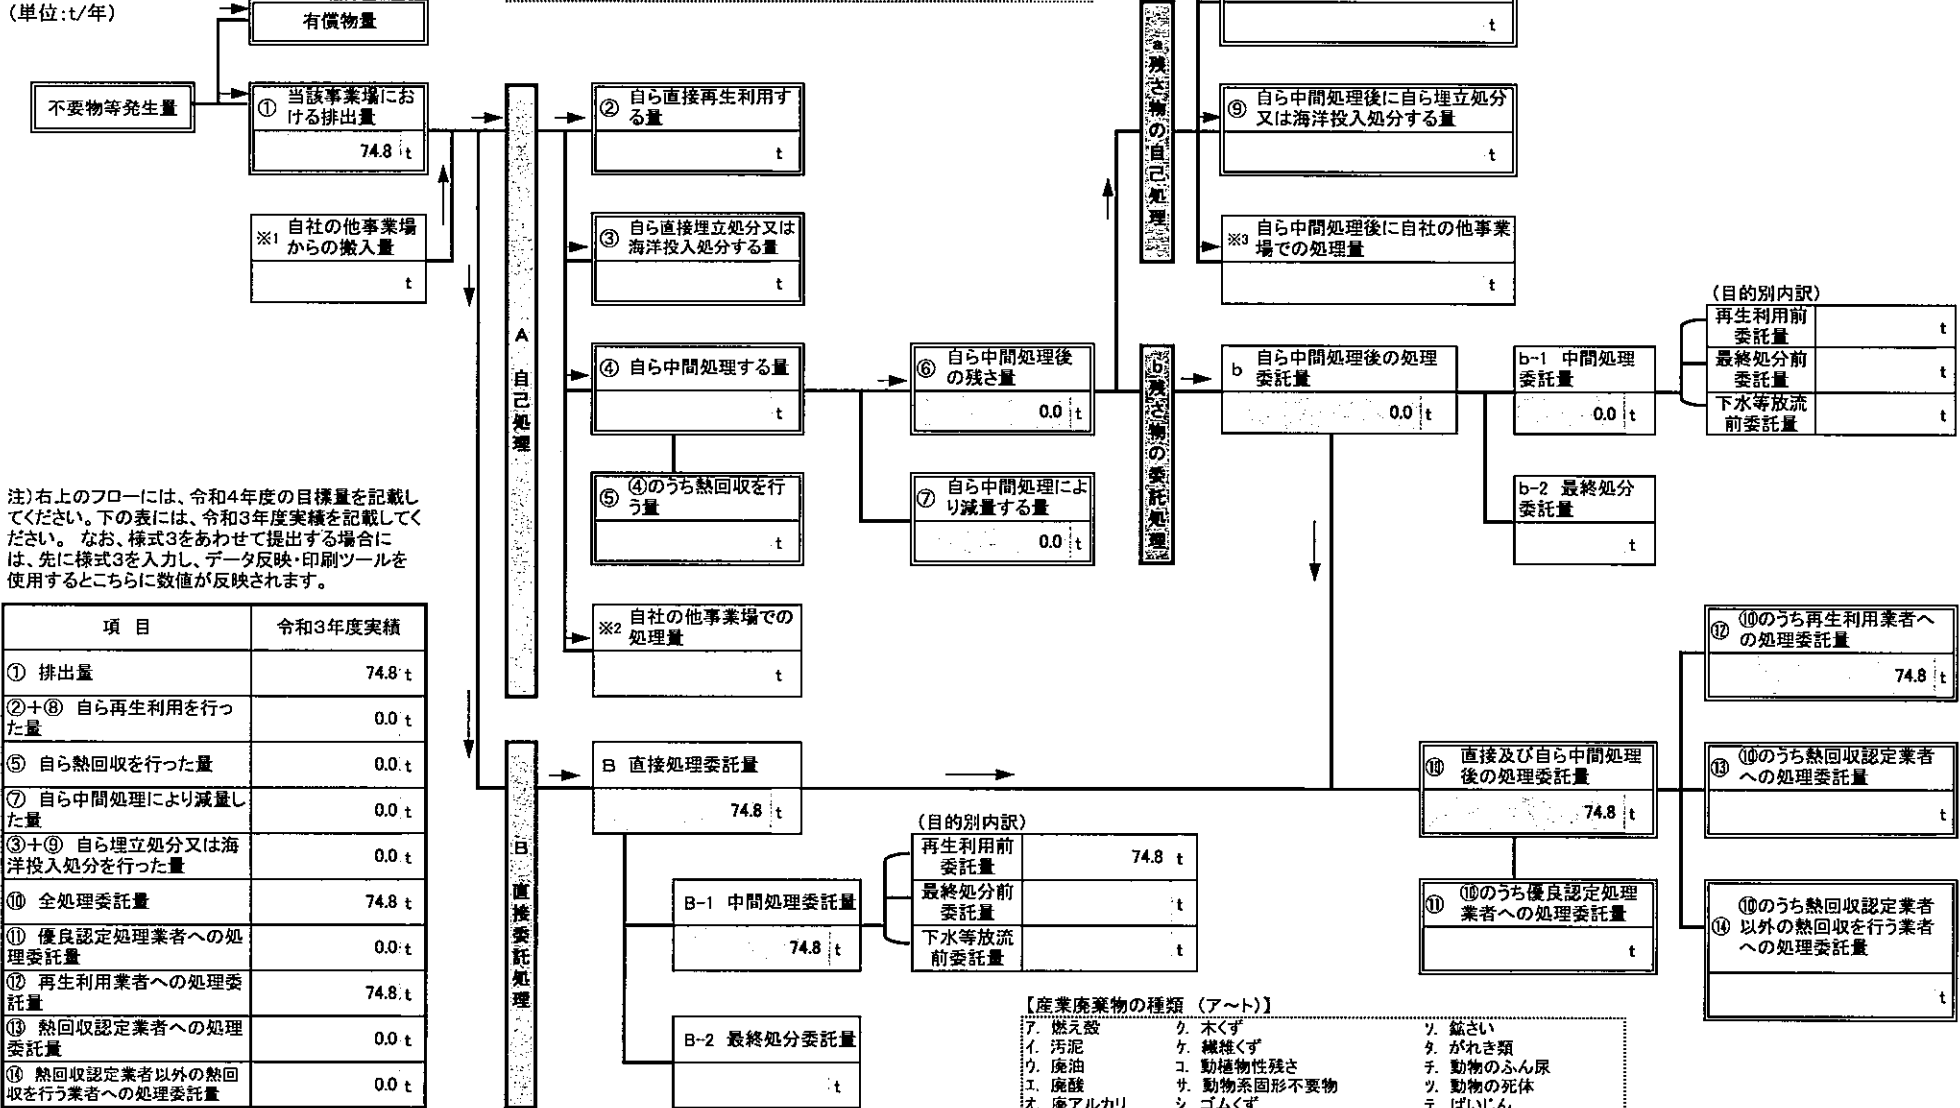 (単位:t/年)
有償物量
t
不要物等発生量
① 当該事業場にお
ける排出量
74.8 t
② 自ら直接再生利用す
る量
t
⑨ 自ら中間処理後に自ら埋立処分
又は海洋投入処分する量
t
a 残さ物の自己処理
※1 自社の他事業場
からの搬入量
t
③ 自ら直接埋立処分又は
海洋投入処分する量
t
※3 自ら中間処理後に自社の他事業
場での処理量
t
A 自己処理
④ 自ら中間処理する量
t
⑥ 自ら中間処理後
の残さ量
0.0 t
b 残さ物の委託処理
b 自ら中間処理後の処理
委託量
0.0 t
b-1 中間処理
委託量
0.0 t
(目的別内訳)
再生利用前
委託量
t
最終処分前
委託量
t
下水等放流
前委託量
t
⑤ ④のうち熱回収を行
う量
t
⑦ 自ら中間処理によ
り減量する量
0.0 t
b-2 最終処分
委託量
t
注)右上のフローには、令和4年度の目標量を記載し
てください。下の表には、令和3年度実績を記載してく
ださい。 なお、様式3をあわせて提出する場合に
は、先に様式3を入力し、データ反映・印刷ツールを
使用するとこちらに数値が反映されます。
※2 自社の他事業場での
処理量
t
項 目 令和3年度実績
① 排出量 74.8 t
②+⑧ 自ら再生利用を行っ
た量 0.0 t
⑤ 自ら熱回収を行った量 0.0 t
⑦ 自ら中間処理により減量し
た量 0.0 t
③+⑨ 自ら埋立処分又は海
洋投入処分を行った量 0.0 t
⑩ 全処理委託量 74.8 t
⑪ 優良認定処理業者への処
理委託量 0.0 t
⑫ 再生利用業者への処理委
託量 74.8 t
⑬ 熱回収認定業者への処理
委託量 0.0 t
⑭ 熱回収認定業者以外の熱回
収を行う業者への処理委託量 0.0 t
B 直接委託処理
B 直接処理委託量
74.8 t
B-1 中間処理委託量
74.8 t
B-2 最終処分委託量
t
(目的別内訳)
再生利用前
委託量
74.8 t
最終処分前
委託量
t
下水等放流
前委託量
t
⑩ 直接及び自ら中間処理
後の処理委託量
74.8 t
⑪ ⑩のうち優良認定処理
業者への処理委託量
t
⑫ ⑩のうち再生利用業者へ
の処理委託量
74.8 t
⑬ ⑩のうち熱回収認定業者
への処理委託量
t
⑭ ⑩のうち熱回収認定業者
以外の熱回収を行う業者
への処理委託量
t
【産業廃棄物の種類 (ア~ト)】
ア. 燃え殻 ク. 木くず ソ. 鉱さい
イ. 汚泥 ケ. 繊維くず タ. がれき類
ウ. 廃油 コ. 動植物性残さ チ. 動物のふん尿
エ. 廃酸 サ. 動物系固形不要物 ツ. 動物の死体
オ. 廃アルカリ シ. ゴムくず テ. ばいじん